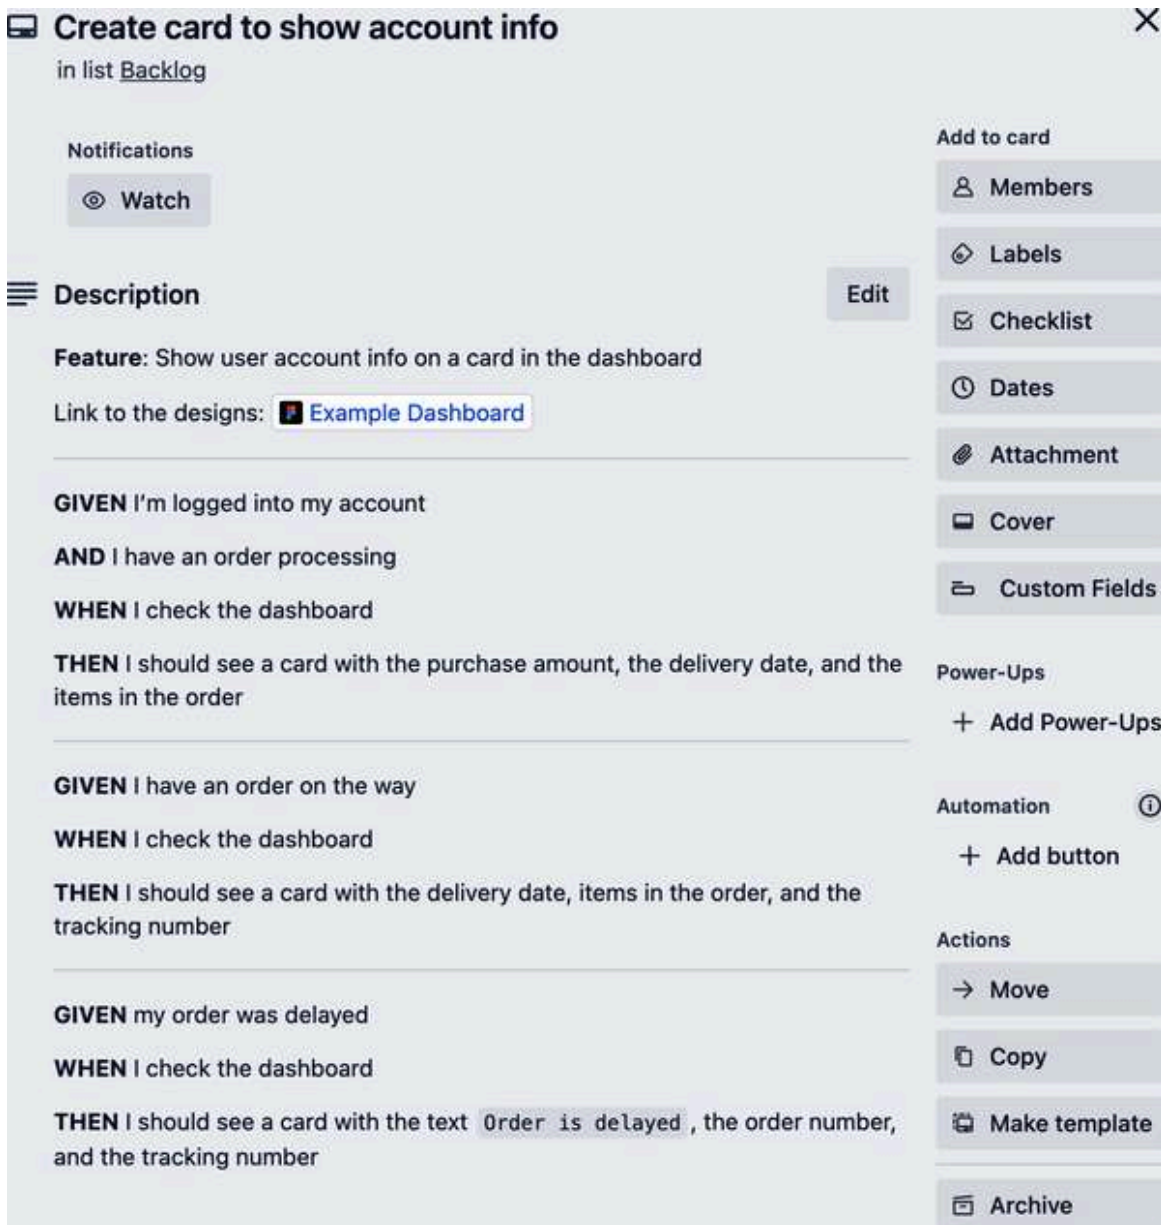 Create card to show account info
in list Backlog
Notifications
Watch
Description
Edit
Feature: Show user account info on a card in the dashboard
Link to the designs: Example Dashboard
GIVEN I’m logged into my account
AND I have an order processing
WHEN I check the dashboard
THEN I should see a card with the purchase amount, the delivery date, and the
items in the order
GIVEN I have an order on the way
WHEN I check the dashboard
THEN I should see a card with the delivery date, items in the order, and the
tracking number
GIVEN my order was delayed
WHEN I check the dashboard
THEN I should see a card with the text Order is delayed , the order number,
and the tracking number
Add to card
Members
Labels
Checklist
Dates
Attachment
Cover
Custom Fields
Power-Ups
+ Add Power-Ups
Automation
+ Add button
Actions
→ Move
Copy
Make template
Archive